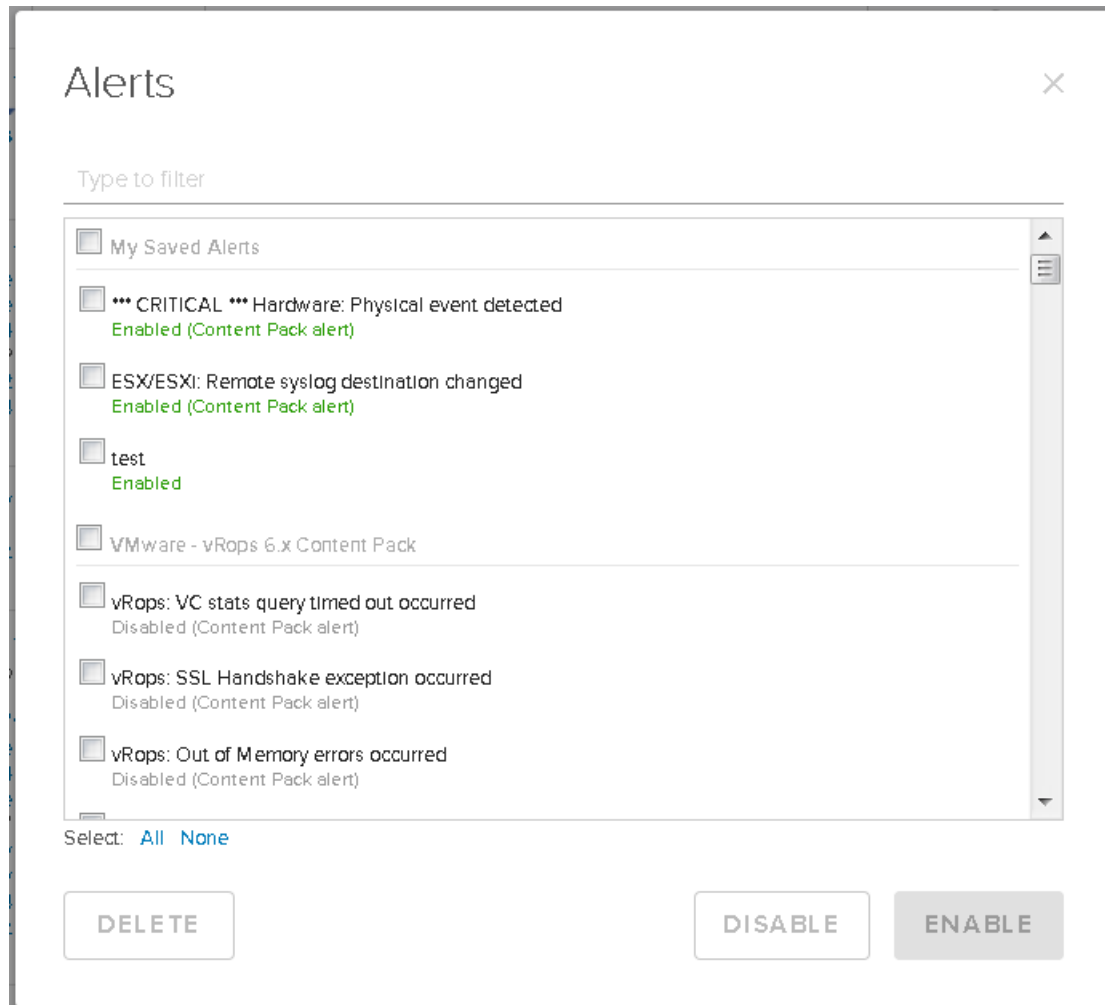 Alerts
Type to filter
My Saved Alerts
*** CRITICAL *** Hardware: Physical event detected
Enabled (Content Pack alert)
ESX/ESXi: Remote syslog destination changed
Enabled (Content Pack alert)
test
Enabled
VMware - vRops 6.x Content Pack
vRops: VC stats query timed out occurred
Disabled (Content Pack alert)
vRops: SSL Handshake exception occurred
Disabled (Content Pack alert)
vRops: Out of Memory errors occurred
Disabled (Content Pack alert)
Select: All None
DELETE DISABLE ENABLE